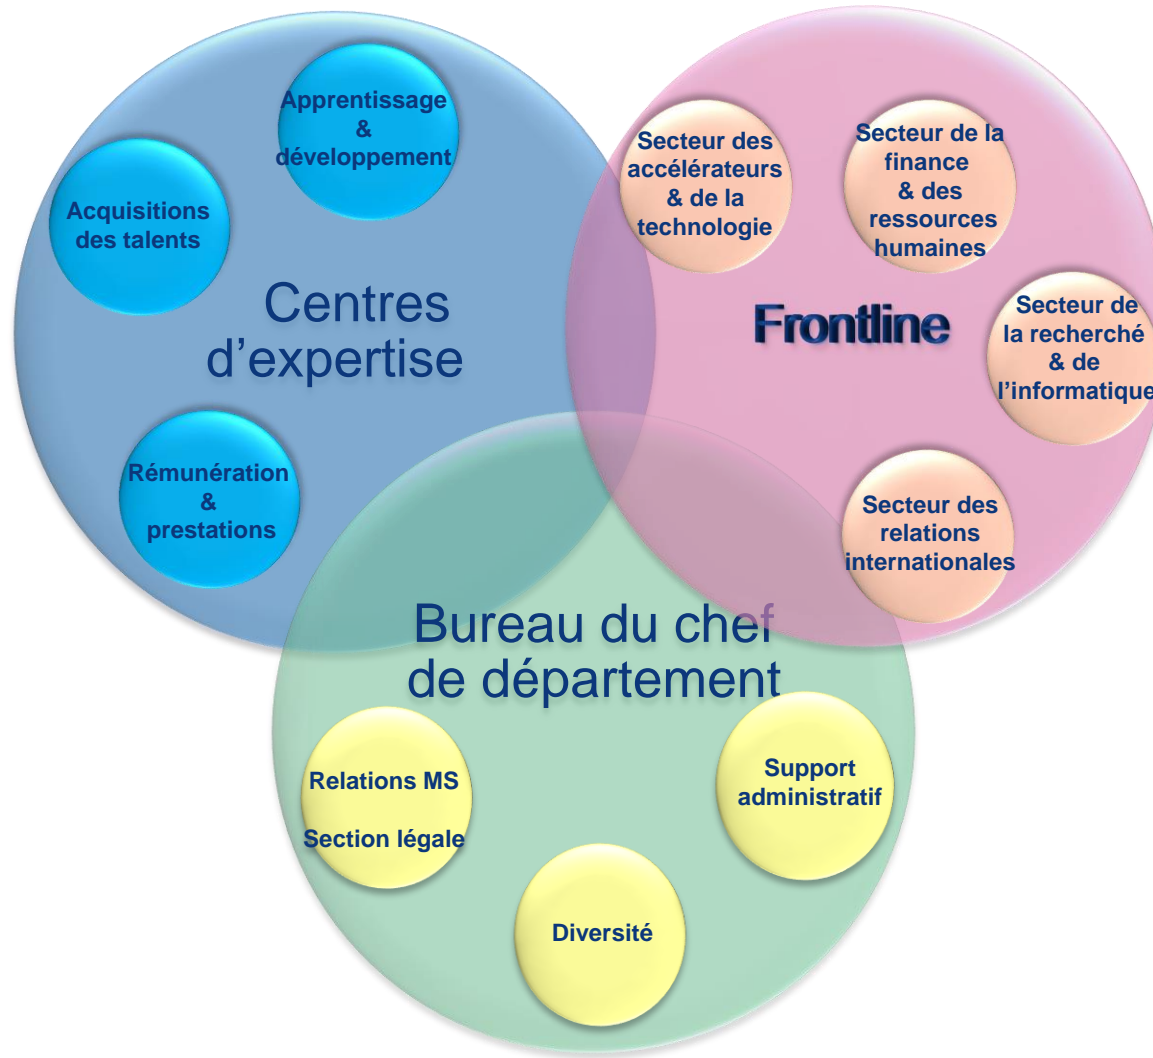 Apprentissage
&
développement
Acquisitions
des talents
Centres
d’expertise
Rémunération
&
prestations
Secteur des
accélérateurs
& de la
technologie
Secteur de la
finance
& des
ressources
humaines
Frontline
Secteur de
la recherché
& de
l’informatique
Secteur des
relations
internationales
Bureau du chef
de département
Relations MS
Section légale
Support
administratif
Diversité